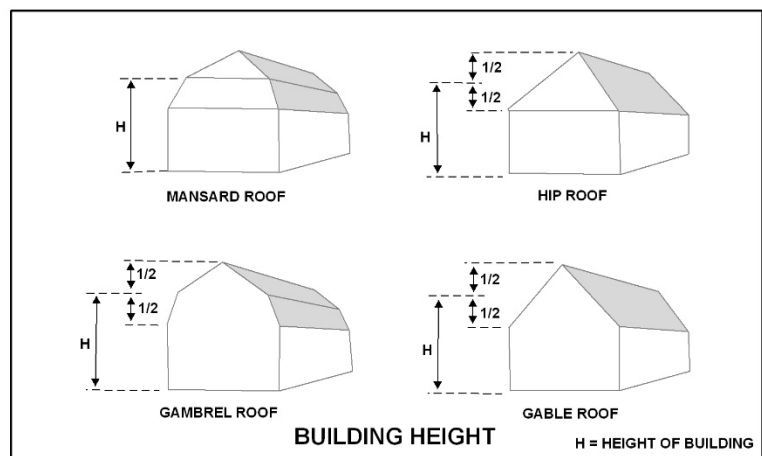 H
MANSARD ROOF
1/2
1/2
H
HIP ROOF
1/2
1/2
H
GAMBREL ROOF
1/2
1/2
H
GABLE ROOF
BUILDING HEIGHT
H = HEIGHT OF BUILDING